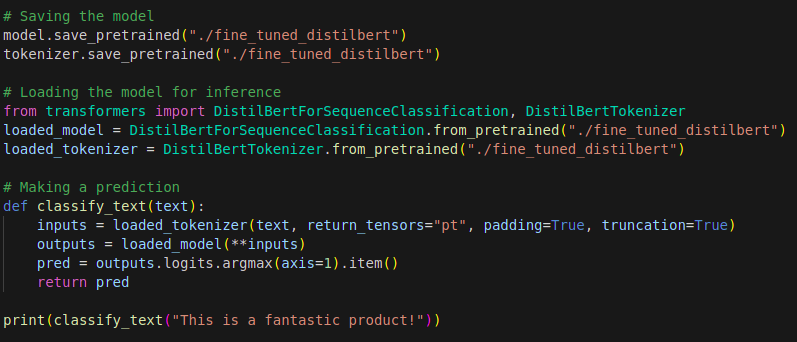 # Saving the model
model.save_pretrained("./fine_tuned_distilbert")
tokenizer.save_pretrained("./fine_tuned_distilbert")

# Loading the model for inference
from transformers import DistilBertForSequenceClassification, DistilBertTokenizer
loaded_model = DistilBertForSequenceClassification.from_pretrained("./fine_tuned_distilbert")
loaded_tokenizer = DistilBertTokenizer.from_pretrained("./fine_tuned_distilbert")

# Making a prediction
def classify_text(text):
    inputs = loaded_tokenizer(text, return_tensors="pt", padding=True, truncation=True)
    outputs = loaded_model(**inputs)
    pred = outputs.logits.argmax(axis=1).item()
    return pred

print(classify_text("This is a fantastic product!"))